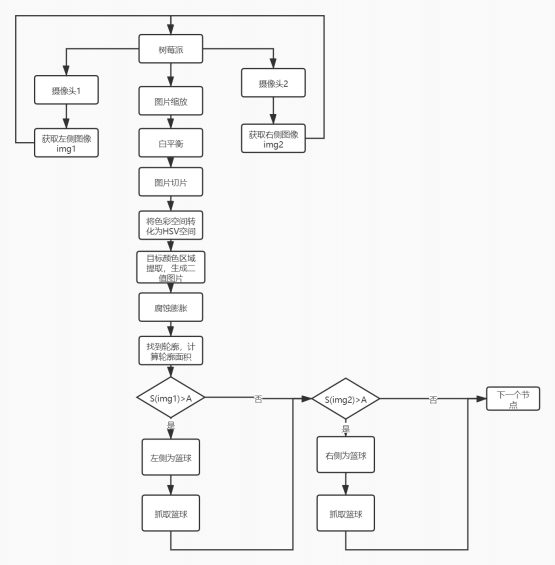 树莓派
摄像头1
摄像头2
图片缩放
获取左侧图像
img1
获取右侧图像
img2
白平衡
图片切片
将色彩空间转
化为HSV空间
目标颜色区域
提取，生成二
值图片
腐蚀膨胀
找到轮廓，计
算轮廓面积
S(img1)>A
否
S(img2)>A
否
下一个节
点
是
是
左侧为篮球
右侧为篮球
抓取篮球
抓取篮球